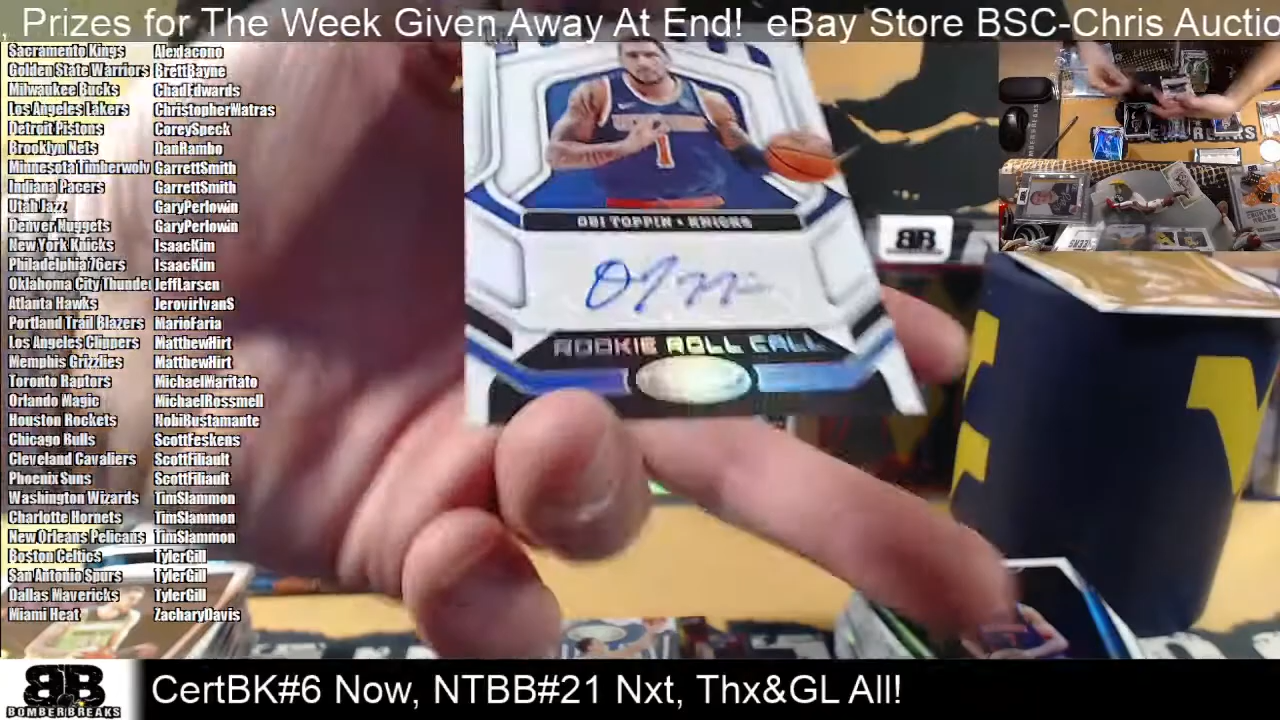 , Prizes for The Week Given Away At End!  eBay Store BSC-Chris Auctio
Sacramento Kings AlexIacono
Golden State Warriors BrettBayne
Milwaukee Bucks ChadEdwards
Los Angeles Lakers ChristopherMatras
Detroit Pistons CoreySpeck
Brooklyn Nets DanRambo
Minnesota Timberwolv GarrettSmith
Indiana Pacers GarrettSmith
Utah Jazz GaryPerlowin
Denver Nuggets GaryPerlowin
New York Knicks IsaacKim
Philadelphia 76ers IsaacKim
Oklahoma City Thunder JeffLarsen
Atlanta Hawks JerovirIvanS
Portland Trail Blazers MarioFaria
Los Angeles Clippers MatthewHirt
Memphis Grizzlies MatthewHirt
Toronto Raptors MichaelMaritato
Orlando Magic MichaelRossmell
Houston Rockets NobiBustamante
Chicago Bulls ScottFeskens
Cleveland Cavaliers ScottFiliault
Phoenix Suns ScottFiliault
Washington Wizards TimSlammon
Charlotte Hornets TimSlammon
New Orleans Pelicans TimSlammon
Boston Celtics TylerGill
San Antonio Spurs TylerGill
Dallas Mavericks TylerGill
Miami Heat ZacharyDavis
1
OBI TOPPIN • KNICKS
ROOKIE ROLL CALL
BB
BB
BOMBERBREAKS
CertBK#6 Now, NTBB#21 Nxt, Thx&GL All!